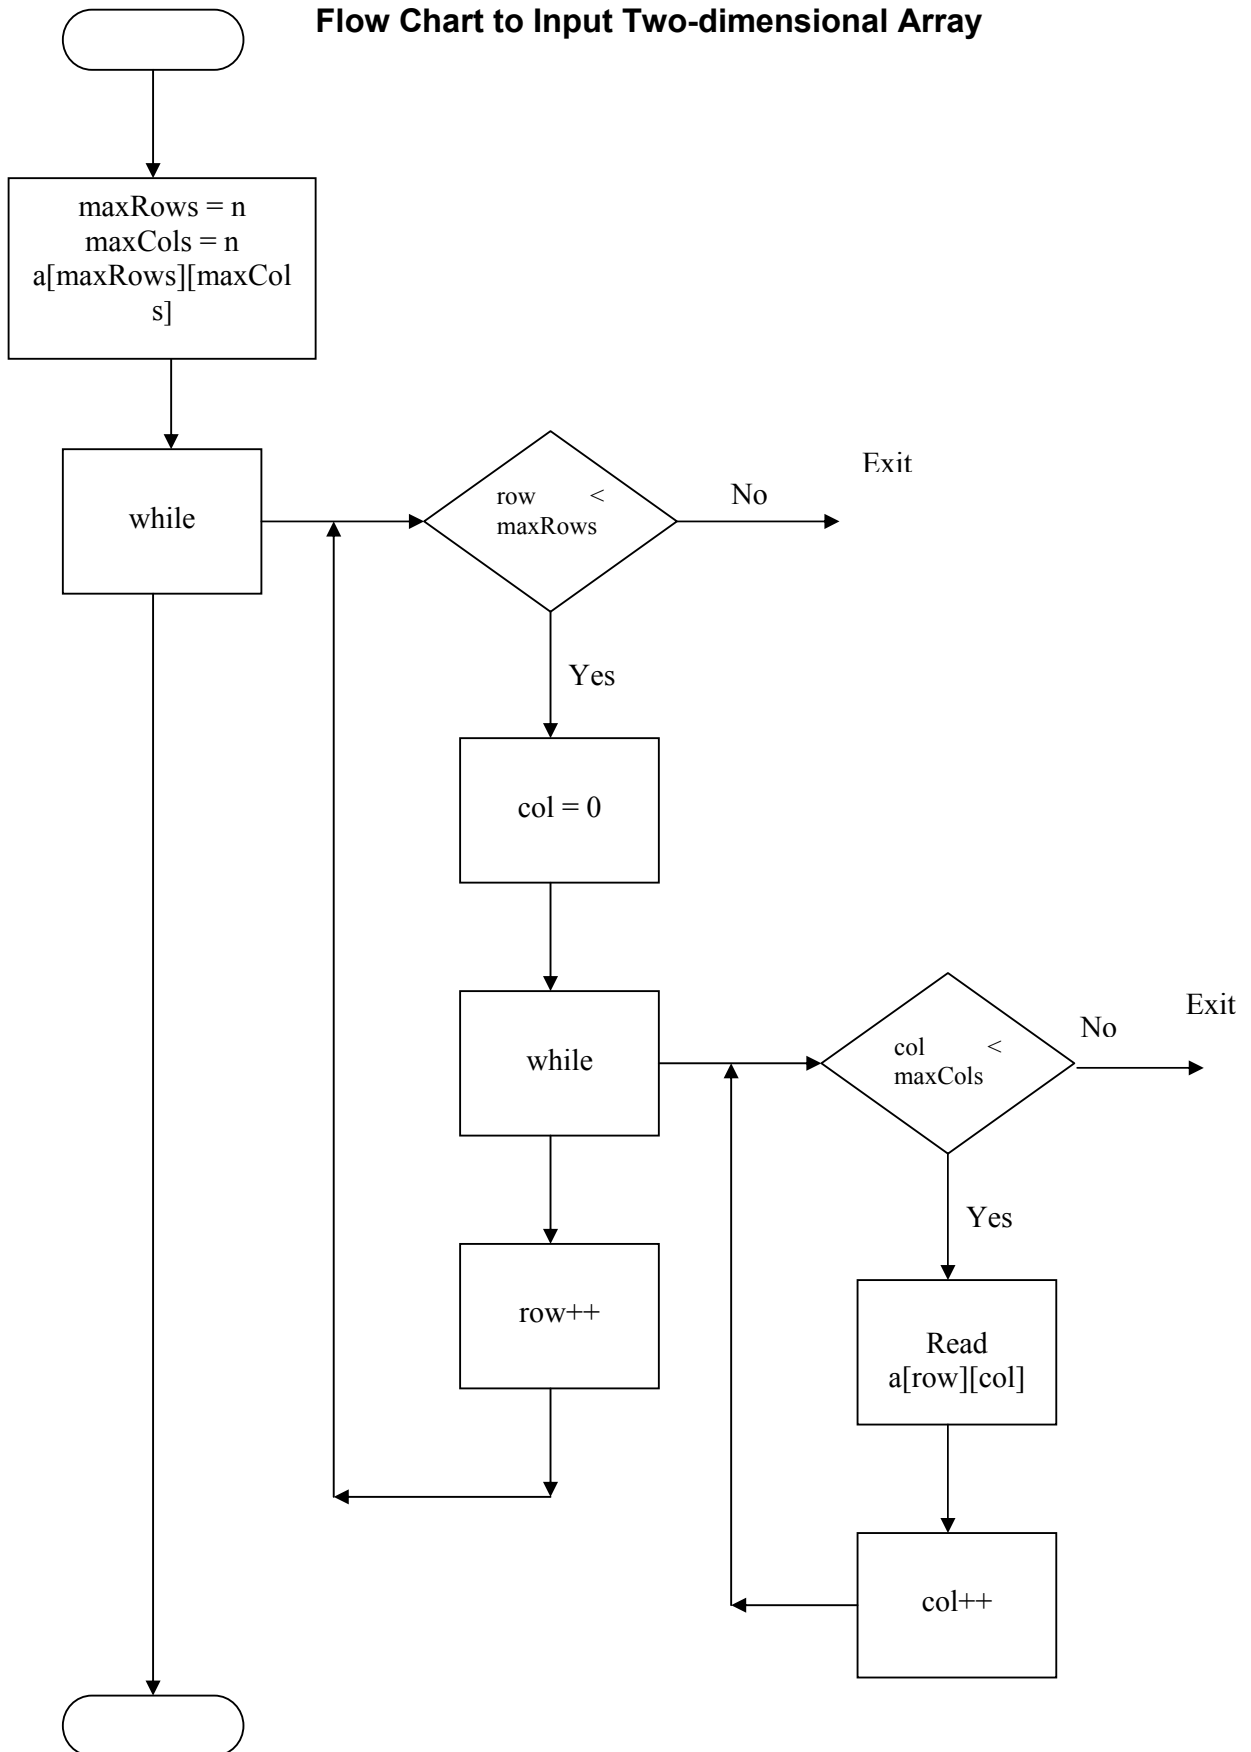 Flow Chart to Input Two-dimensional Array
maxRows = n
maxCols = n
a[maxRows][maxCol
s]
while
row <
maxRows
No
Exit
Yes
col = 0
while
col <
maxCols
No
Exit
Yes
row++
Read
a[row][col]
col++